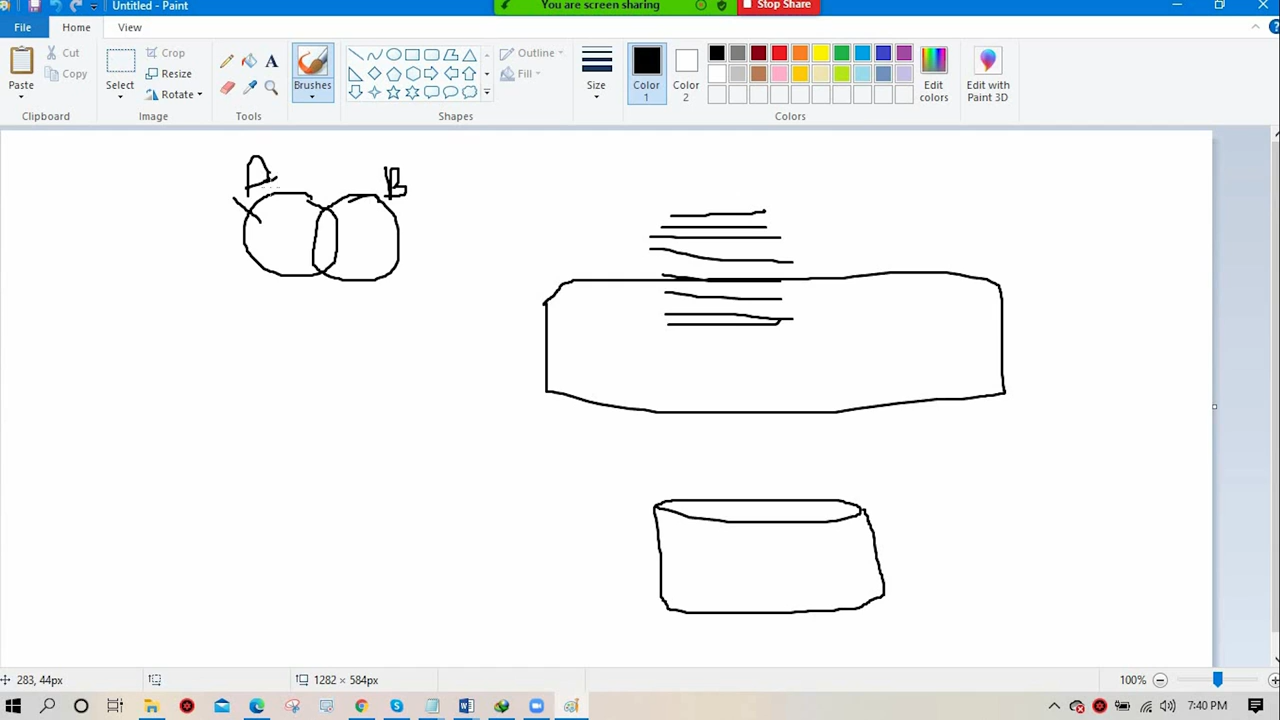 Untitled - Paint
You are screen sharing
Stop Share
File
Home
View
Paste
Cut
Copy
Clipboard
Select
Crop
Resize
Rotate
Image
Tools
Brushes
Shapes
Outline
Fill
Size
Color 1
Color 2
Edit colors
Edit with Paint 3D
Colors
A
B
283, 44px
1282 × 584px
100%
7:40 PM